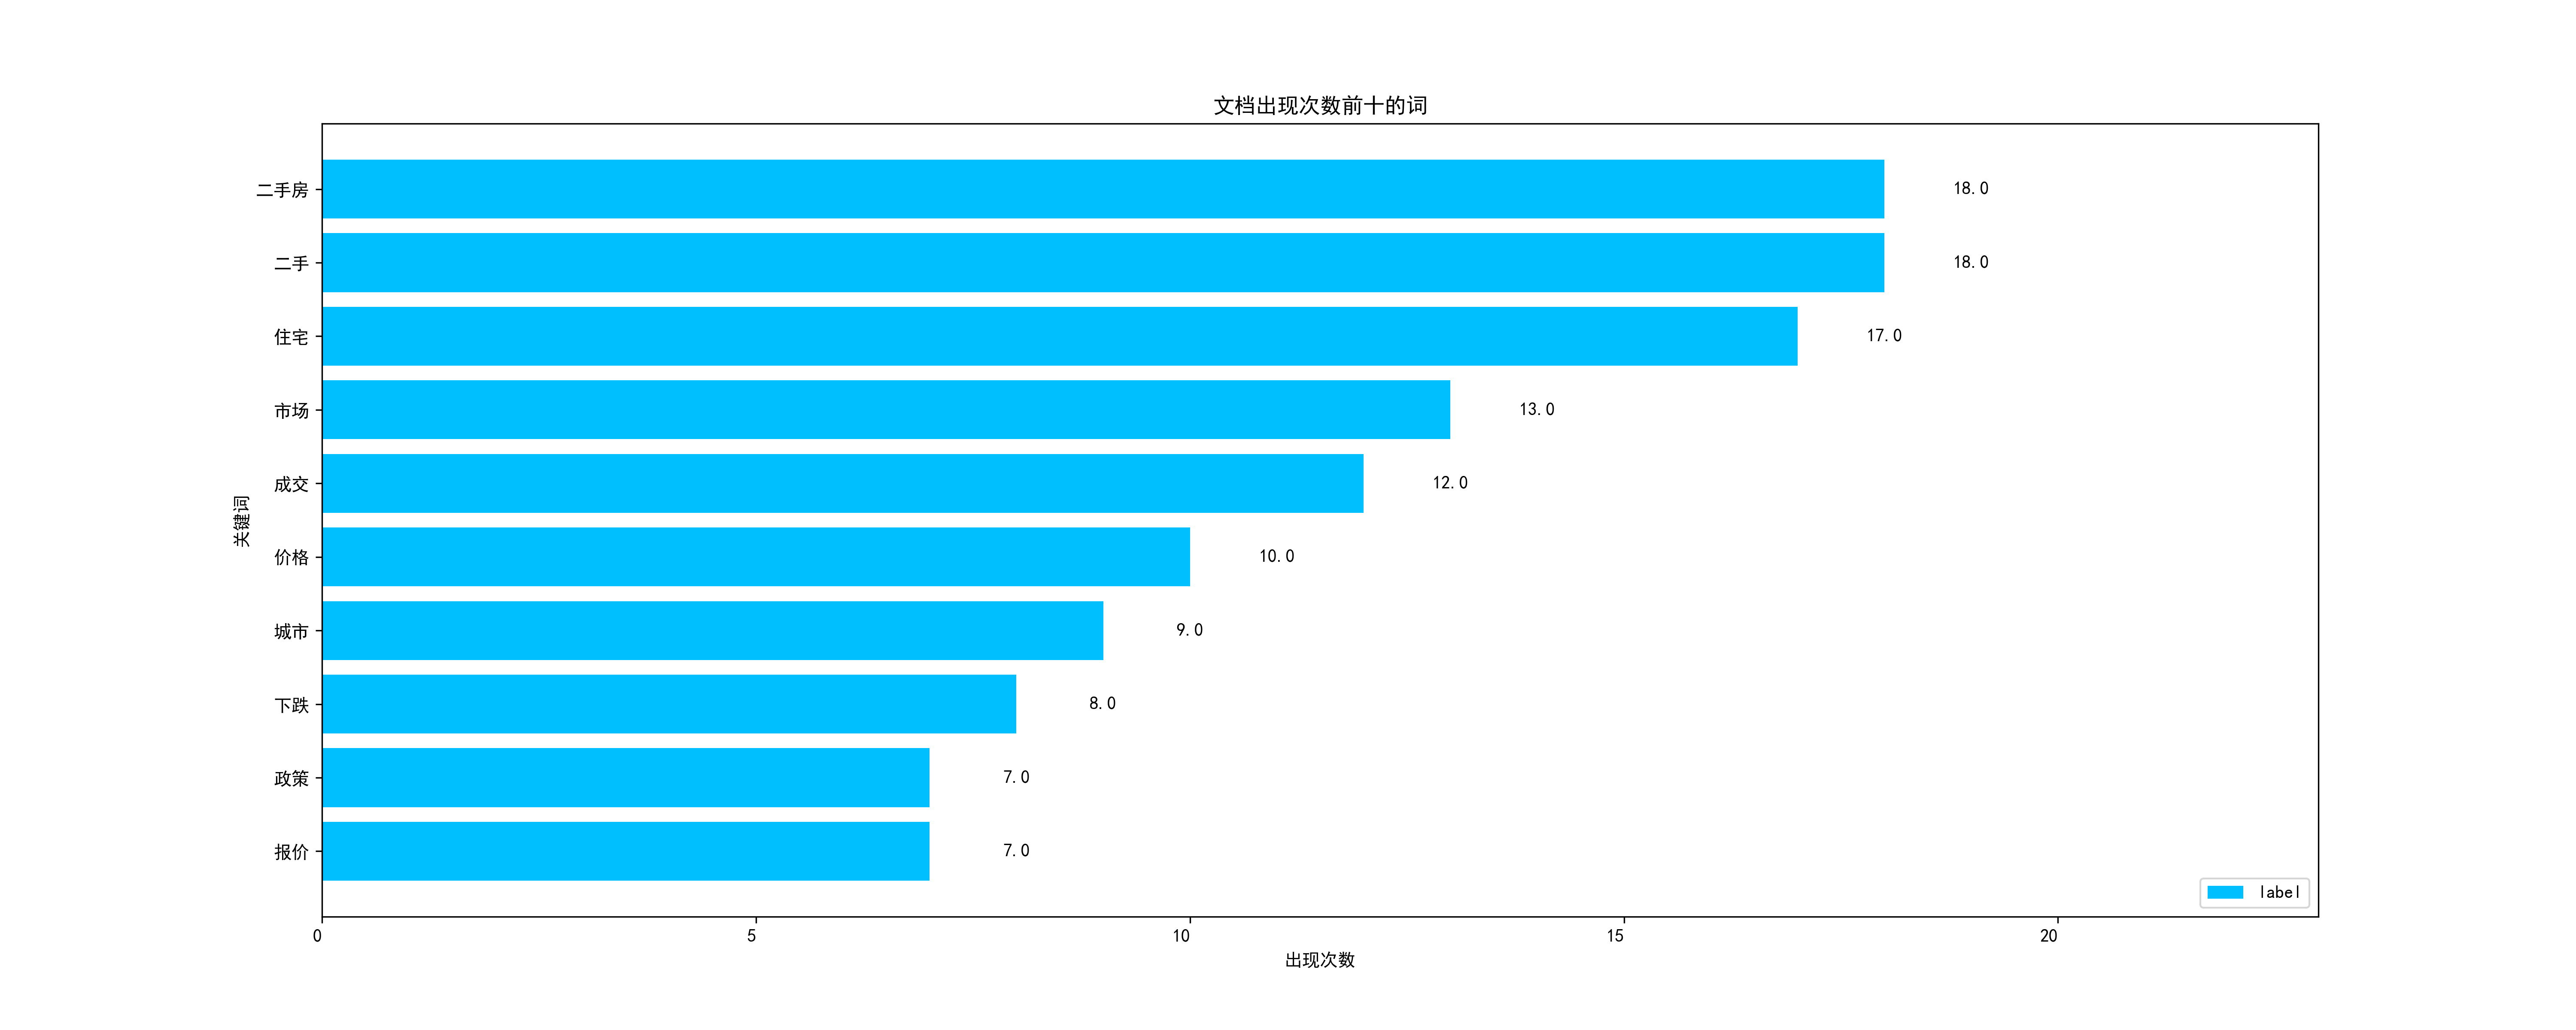 文档出现次数前十的词
二手房 18.0
二手 18.0
住宅 17.0
市场 13.0
成交 12.0
价格 10.0
城市 9.0
下跌 8.0
政策 7.0
报价 7.0
关键词
label
0 5 10 15 20
出现次数